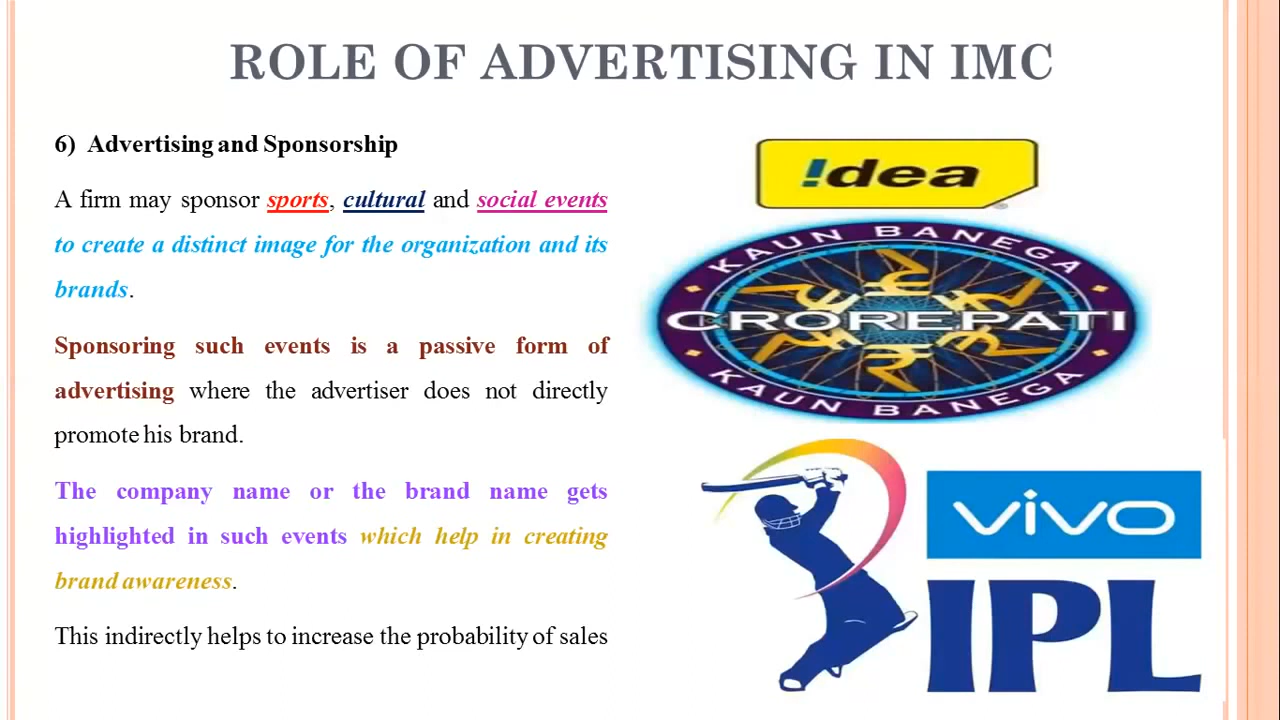 ROLE OF ADVERTISING IN IMC
6) Advertising and Sponsorship
A firm may sponsor sports, cultural and social events
to create a distinct image for the organization and its
brands.
Sponsoring such events is a passive form of
advertising where the advertiser does not directly
promote his brand.
The company name or the brand name gets
highlighted in such events which help in creating
brand awareness.
This indirectly helps to increase the probability of sales
!dea
®
KAUN BANEGA
CROREPATI
KAUN BANEGA
vivo
IPL